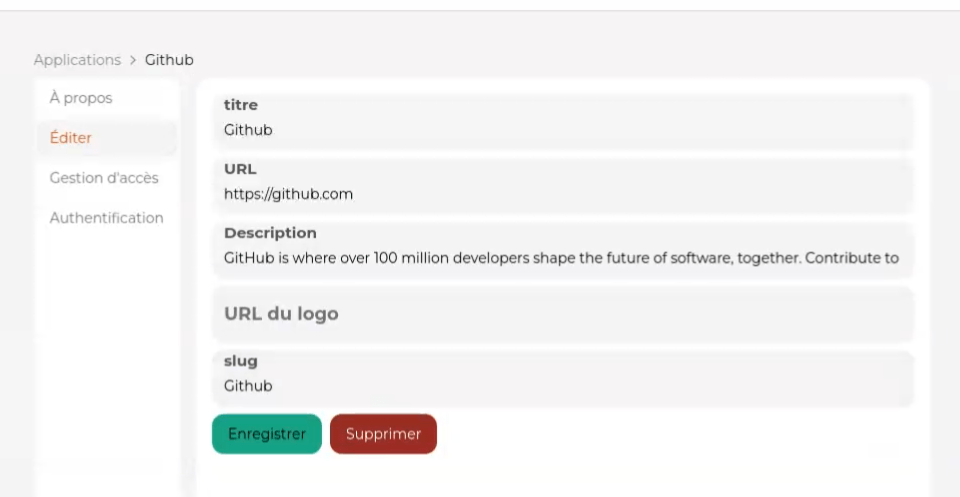 Applications > Github
À propos
Éditer
Gestion d'accès
Authentification
titre
Github
URL
https://github.com
Description
GitHub is where over 100 million developers shape the future of software, together. Contribute to
URL du logo
slug
Github
Enregistrer
Supprimer